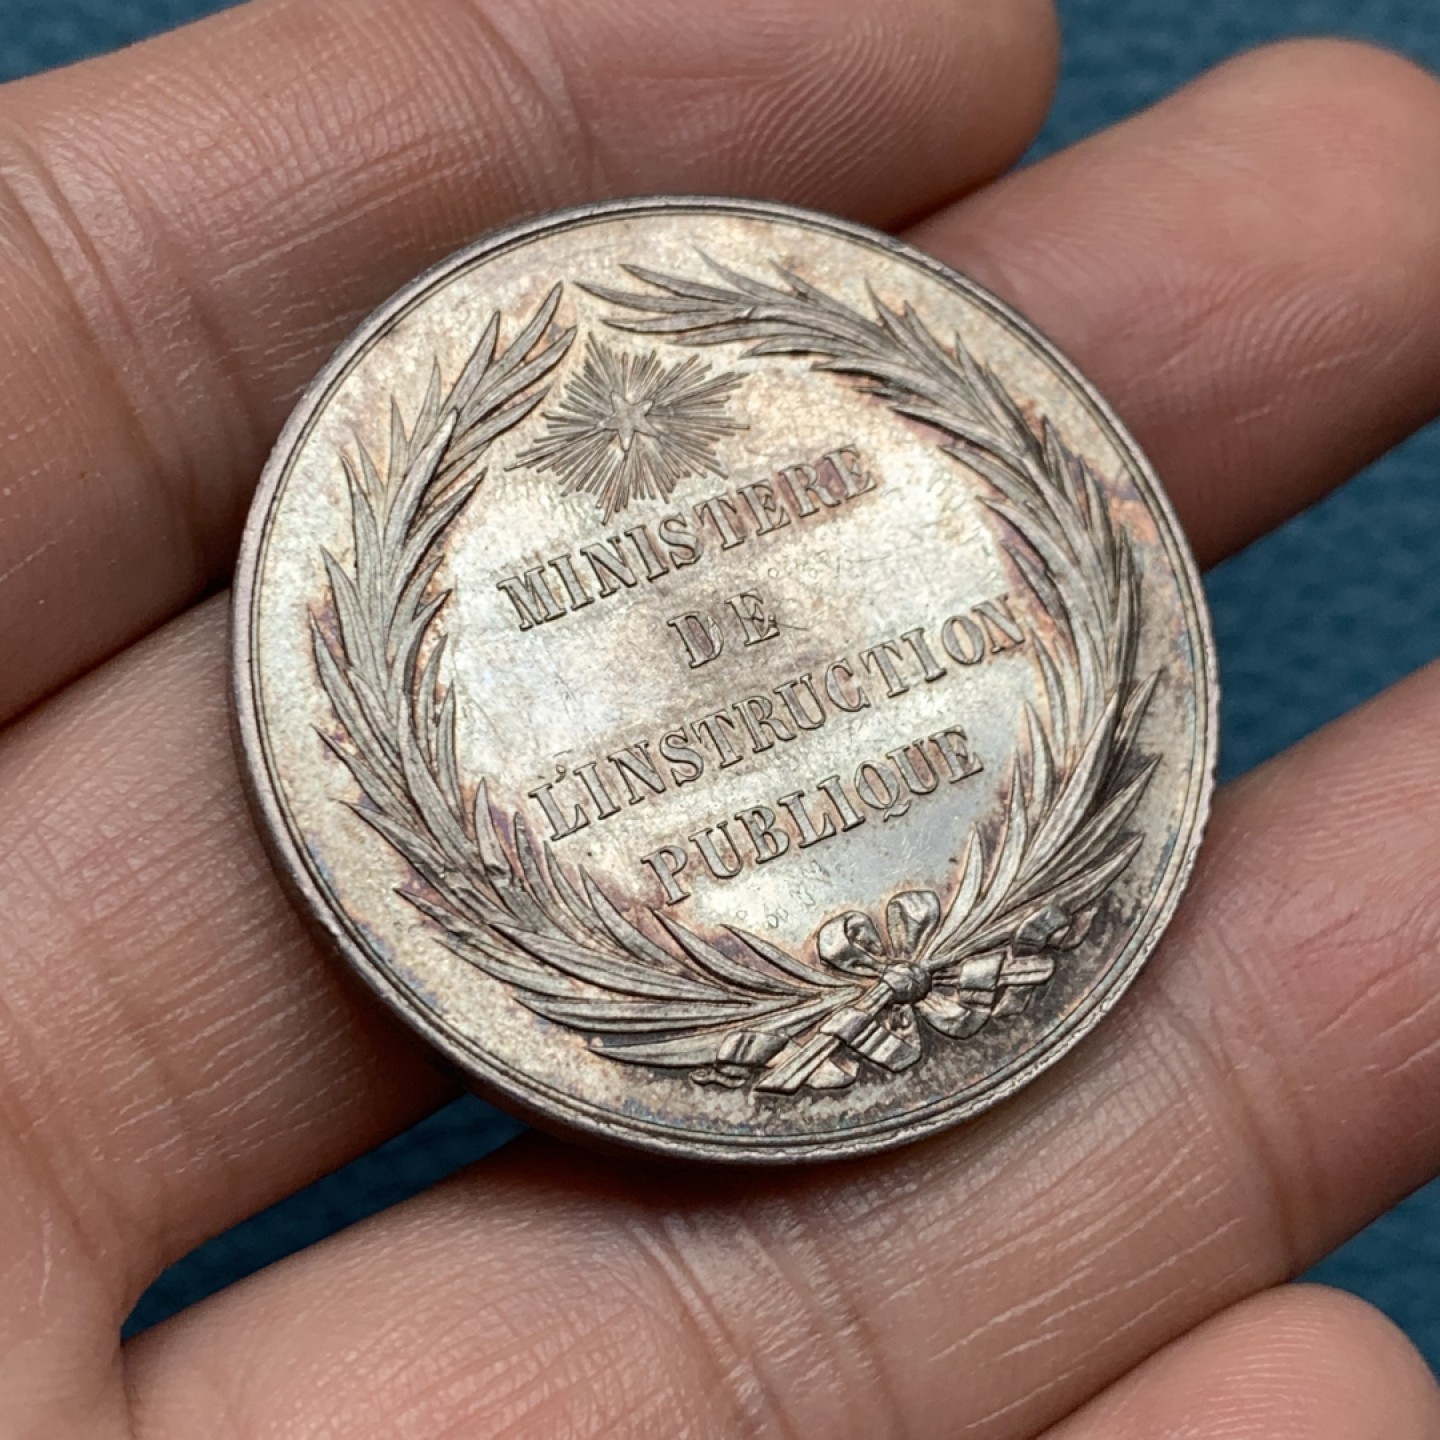 MINISTERE
DE
L'INSTRUCTION
PUBLIQUE